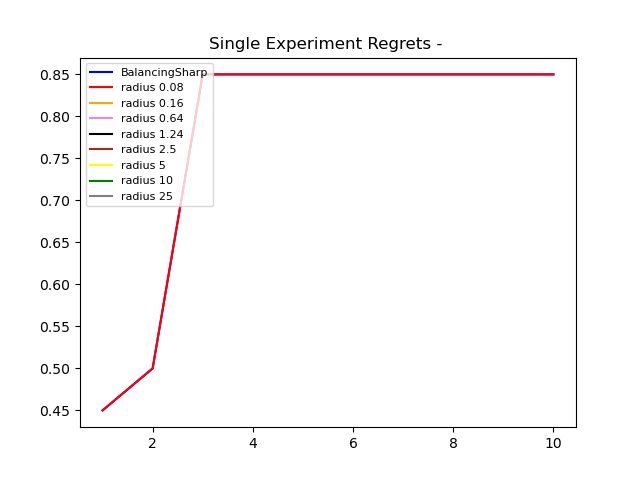 Single Experiment Regrets -
0.85
0.80
0.75
0.70
0.65
0.60
0.55
0.50
0.45
BalancingSharp
radius 0.08
radius 0.16
radius 0.64
radius 1.24
radius 2.5
radius 5
radius 10
radius 25
2 4 6 8 10